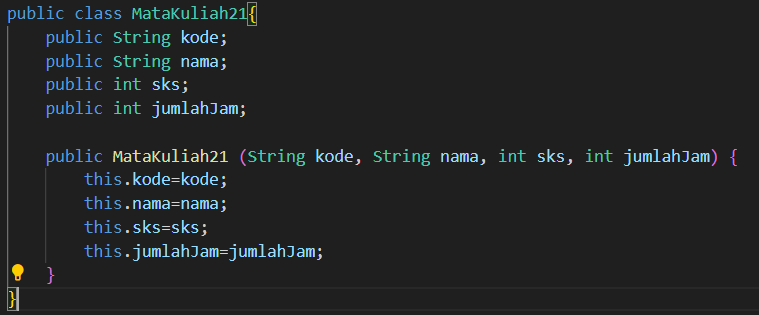 public class MataKuliah21{
    public String kode;
    public String nama;
    public int sks;
    public int jumlahJam;

    public MataKuliah21 (String kode, String nama, int sks, int jumlahJam) {
        this.kode=kode;
        this.nama=nama;
        this.sks=sks;
        this.jumlahJam=jumlahJam;
    }
}